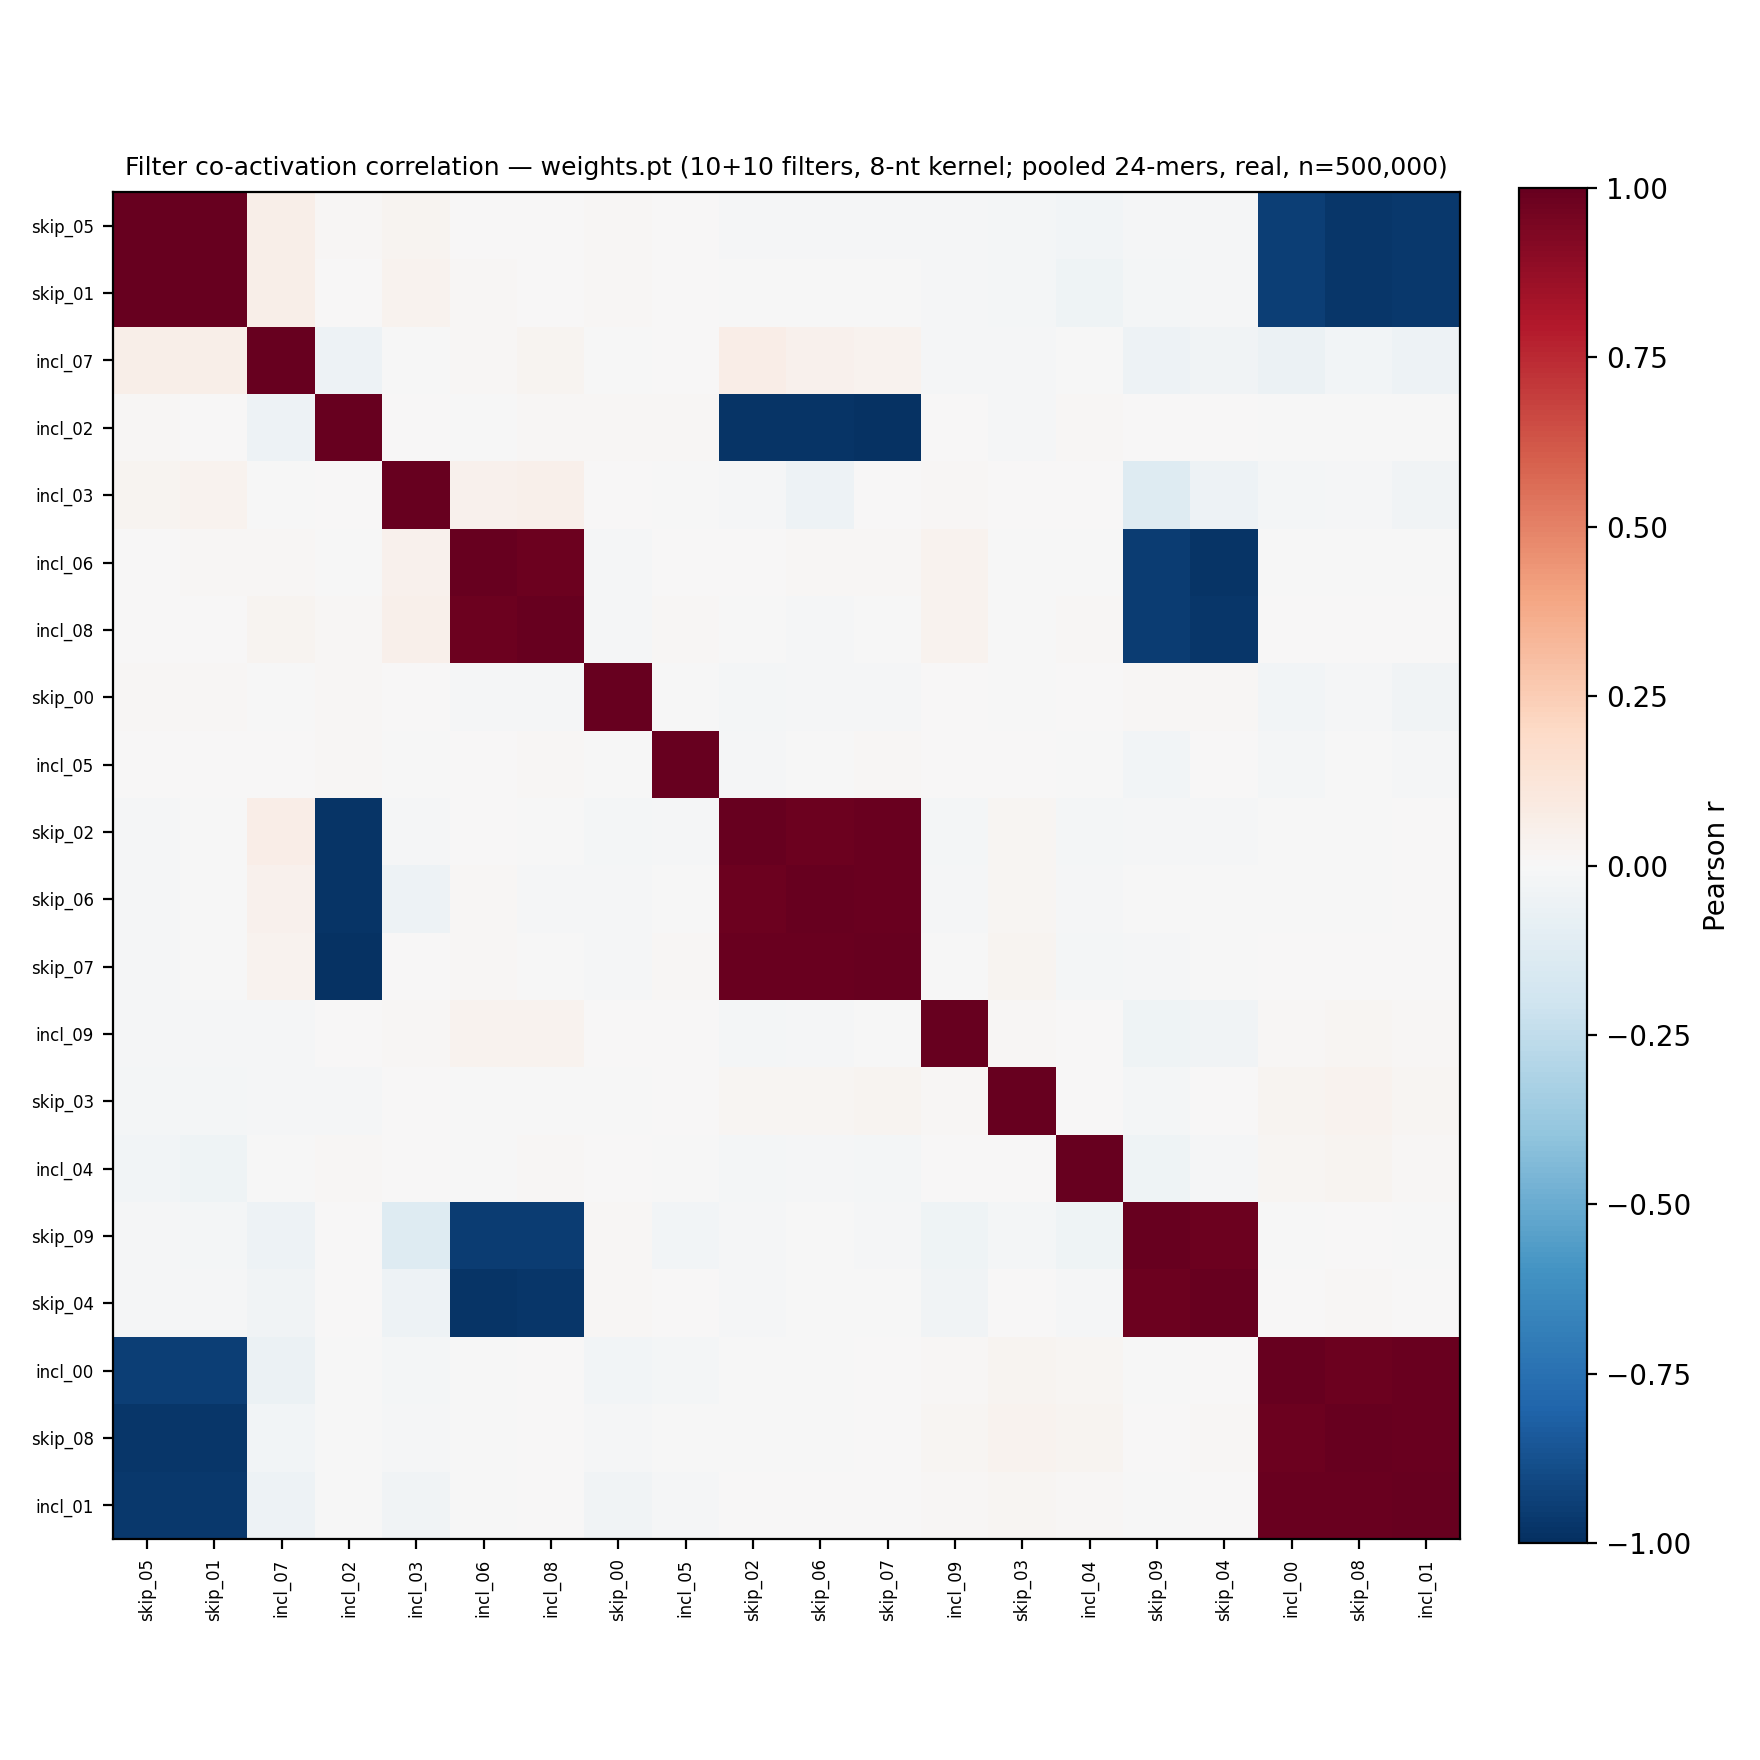 Filter co-activation correlation — weights.pt (10+10 filters, 8-nt kernel; pooled 24-mers, real, n=500,000)
skip_05
skip_01
incl_07
incl_02
incl_03
incl_06
incl_08
skip_00
incl_05
skip_02
skip_06
skip_07
incl_09
skip_03
incl_04
skip_09
skip_04
incl_00
skip_08
incl_01
skip_05
skip_01
incl_07
incl_02
incl_03
incl_06
incl_08
skip_00
incl_05
skip_02
skip_06
skip_07
incl_09
skip_03
incl_04
skip_09
skip_04
incl_00
skip_08
incl_01
1.00
0.75
0.50
0.25
0.00
−0.25
−0.50
−0.75
−1.00
Pearson r